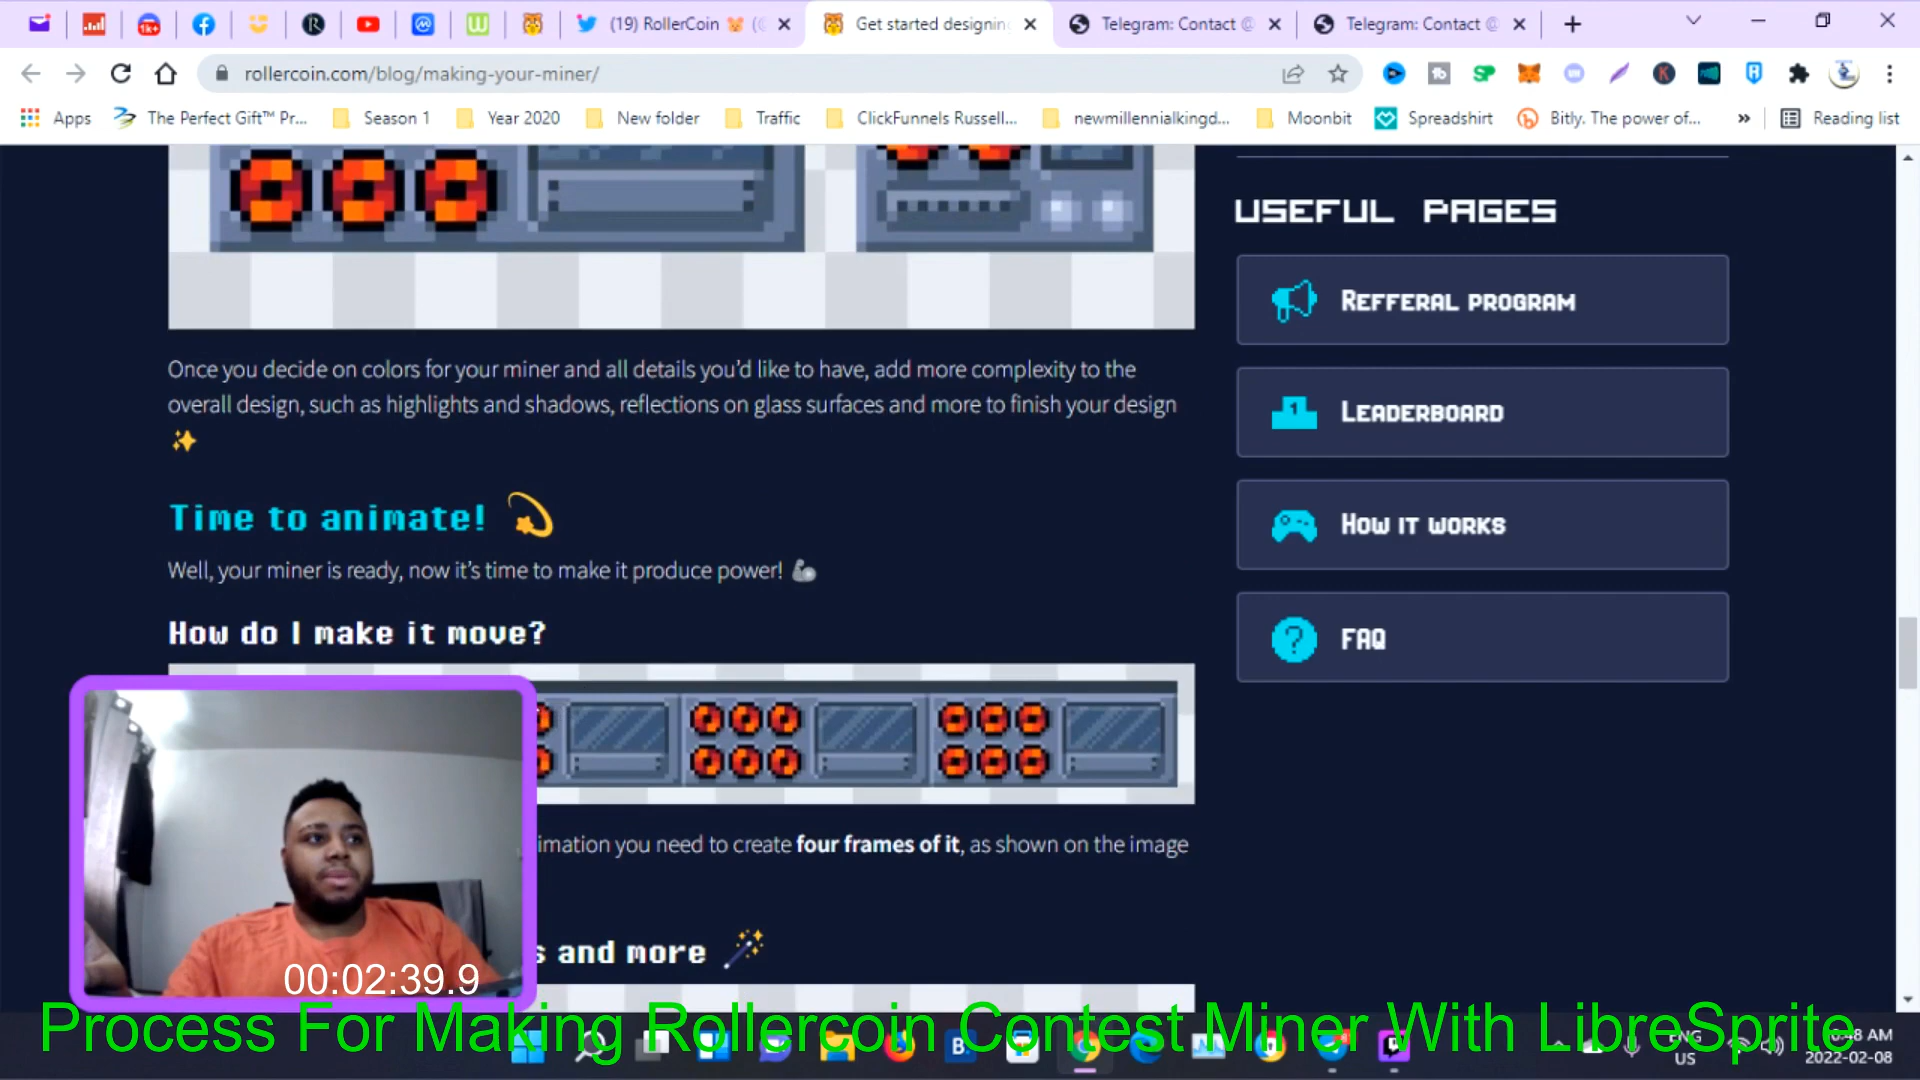 (19) RollerCoin
Get started designing
Telegram: Contact @
Telegram: Contact @
rollercoin.com/blog/making-your-miner/
Apps
The Perfect Gift™ Pr...
Season 1
Year 2020
New folder
Traffic
ClickFunnels Russell...
newmillennialkingd...
Moonbit
Spreadshirt
Bitly. The power of...
Reading list
Once you decide on colors for your miner and all details you'd like to have, add more complexity to the
overall design, such as highlights and shadows, reflections on glass surfaces and more to finish your design
Time to animate!
Well, your miner is ready, now it's time to make it produce power!
How do I make it move?
imation you need to create four frames of it, as shown on the image
s and more
USEFUL PAGES
REFFERAL PROGRAM
LEADERBOARD
HOW IT WORKS
FAQ
00:02:39.9
Process For Making Rollercoin Contest Miner With LibreSprite
ENG
US
:48 AM
2022-02-08